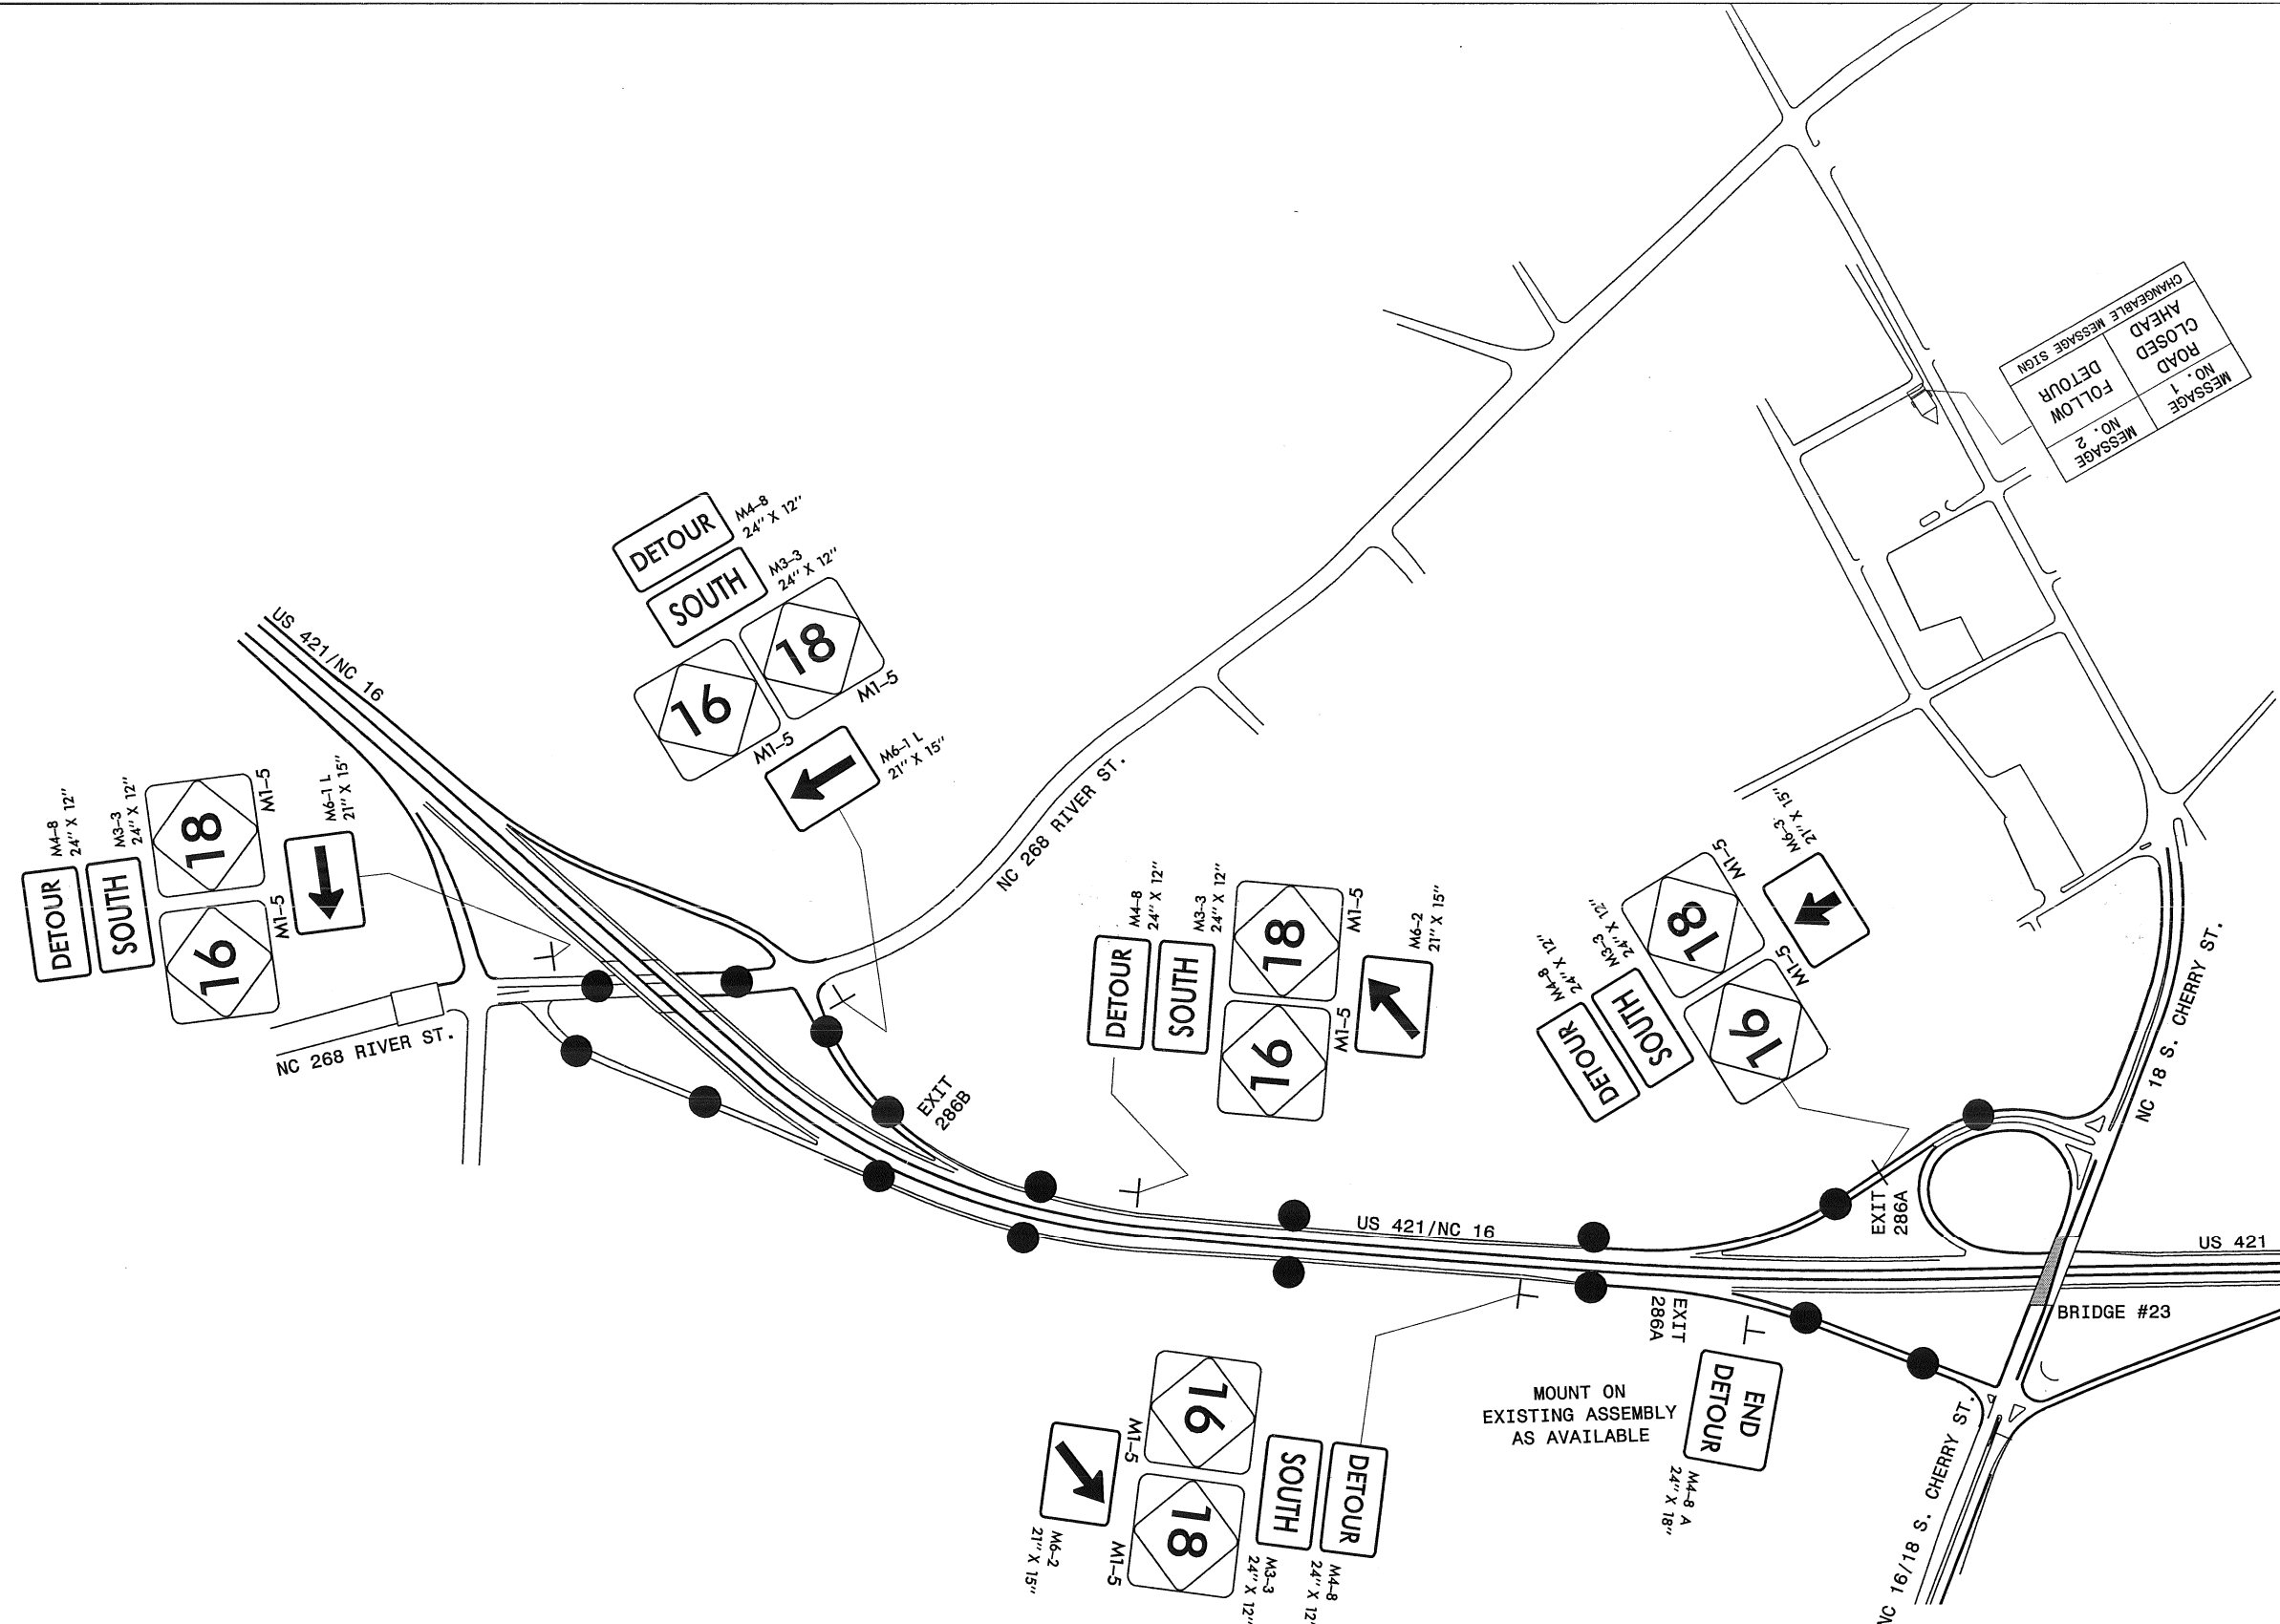 MESSAGE
NO. 1
MESSAGE
NO. 2
ROAD
CLOSED
AHEAD
FOLLOW
DETOUR
CHANGEABLE MESSAGE SIGN
DETOUR
M4-8
24" X 12"
SOUTH
M3-3
24" X 12"
16
M1-5
18
M1-5
M6-1 L
21" X 15"
US 421/NC 16
DETOUR
M4-8
24" X 12"
SOUTH
M3-3
24" X 12"
16
M1-5
18
M1-5
M6-1 L
21" X 15"
NC 268 RIVER ST.
NC 268 RIVER ST.
EXIT
286B
DETOUR
M4-8
24" X 12"
SOUTH
M3-3
24" X 12"
16
M1-5
18
M1-5
M6-2
21" X 15"
DETOUR
M4-8
24" X 12"
SOUTH
M3-3
24" X 12"
16
M1-5
18
M1-5
M6-3
21" X 15"
NC 18 S. CHERRY ST.
US 421/NC 16
EXIT
286A
US 421
BRIDGE #23
EXIT
286A
END
DETOUR
M4-8 A
24" X 18"
MOUNT ON
EXISTING ASSEMBLY
AS AVAILABLE
DETOUR
M4-8
24" X 12"
SOUTH
M3-3
24" X 12"
16
M1-5
18
M1-5
M6-2
21" X 15"
NC 16/18 S. CHERRY ST.